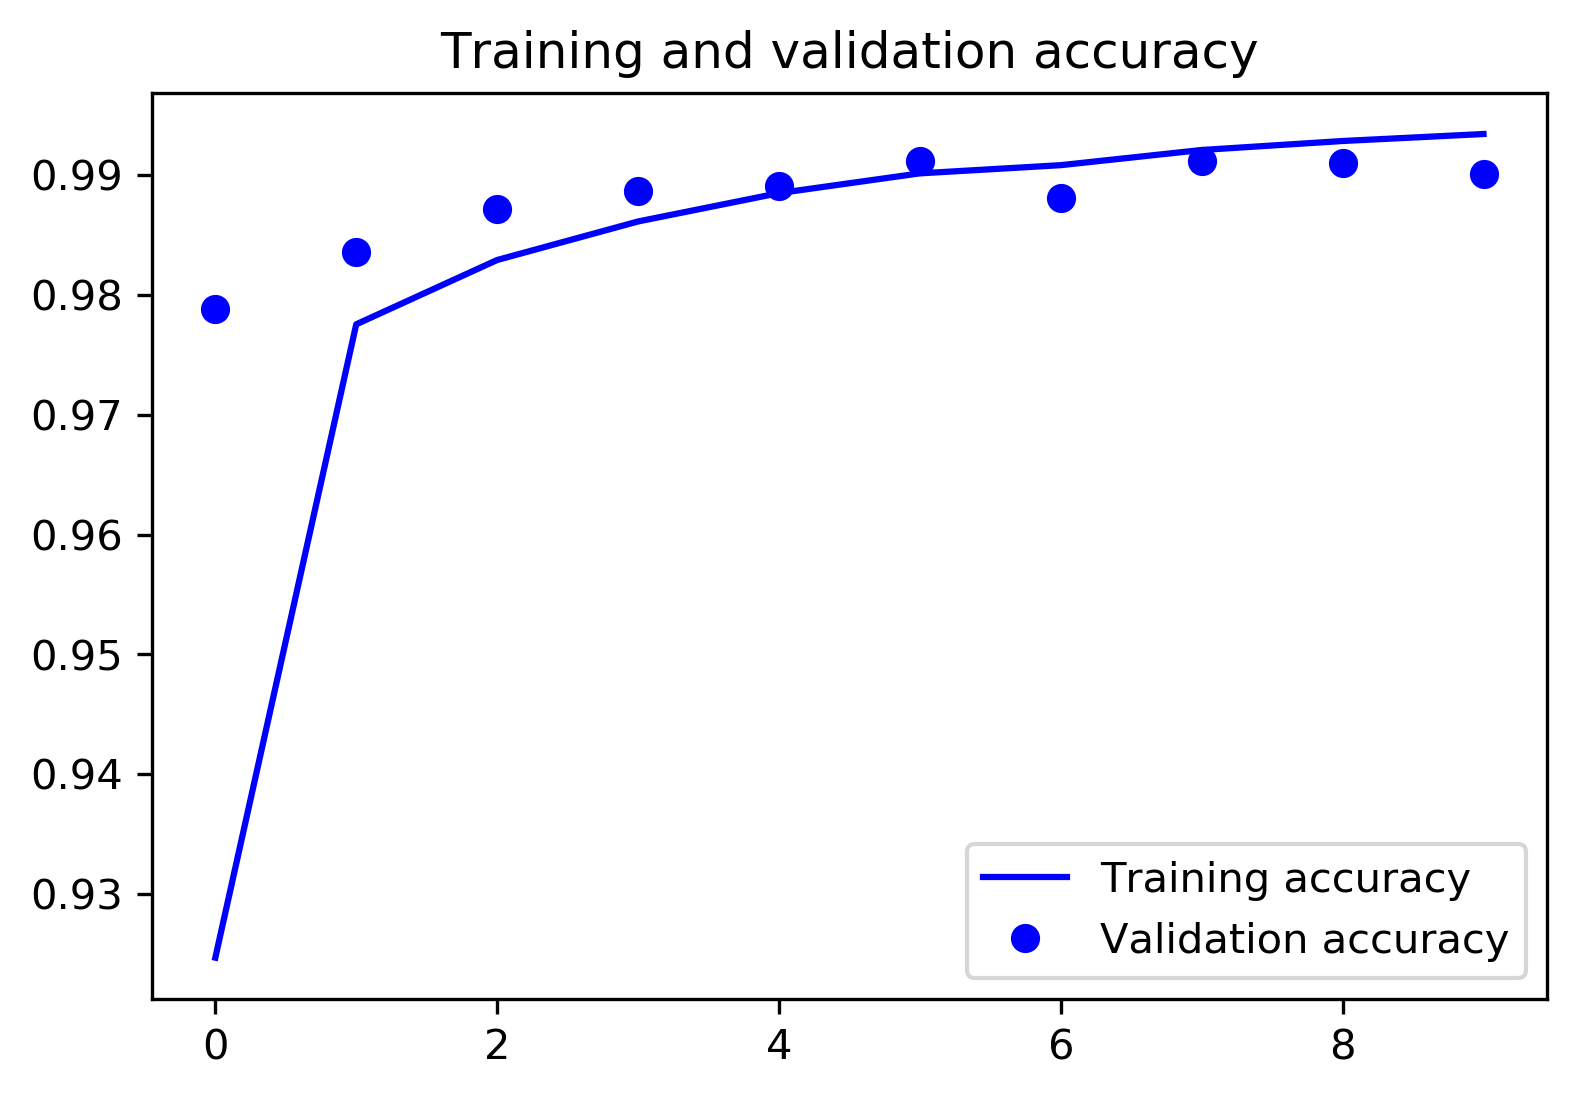 Training and validation accuracy
0.99
0.98
0.97
0.96
0.95
0.94
0.93
Training accuracy
Validation accuracy
0 2 4 6 8